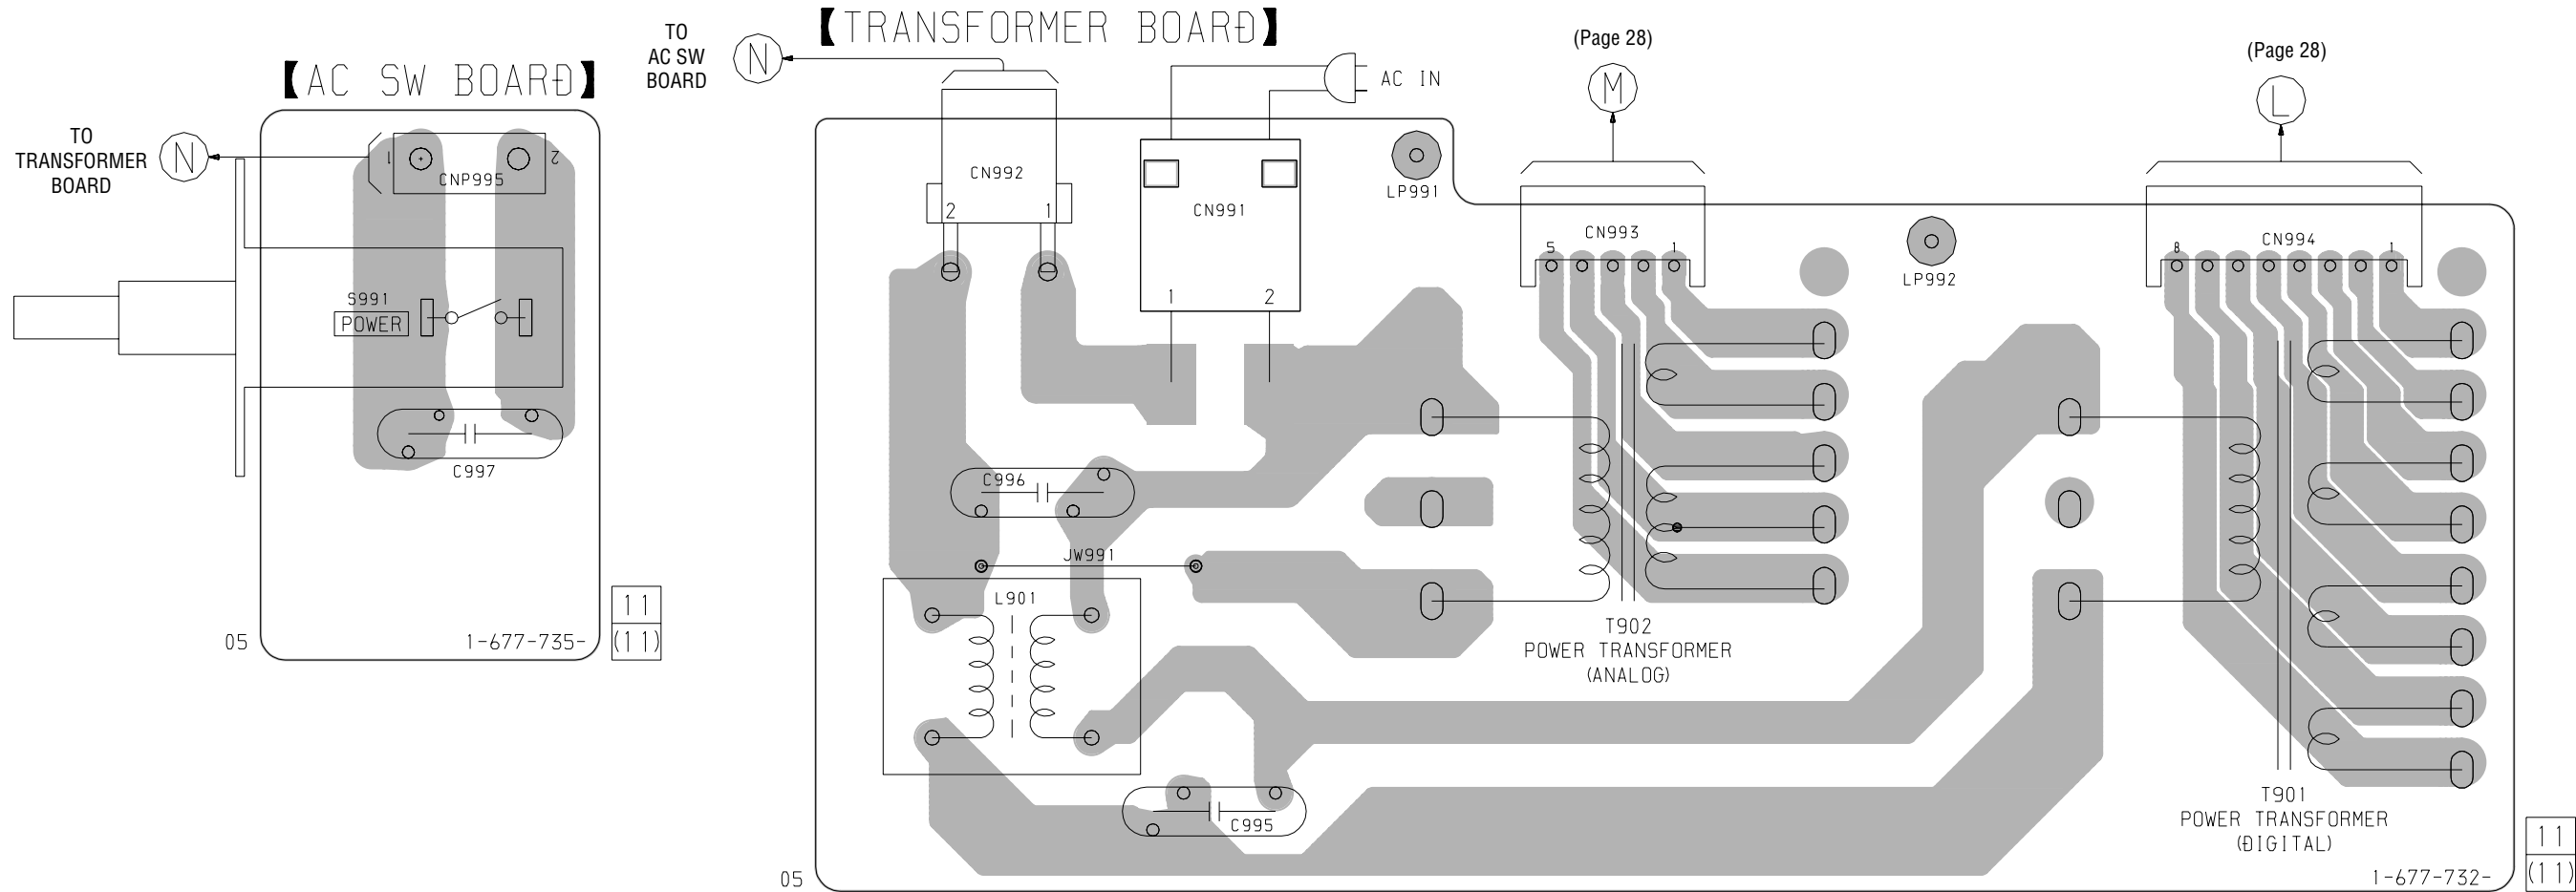 【AC SW BOARD】
TO
TRANSFORMER
BOARD
N
1
2
CNP995
S991
POWER
C997
05
1-677-735-
11
(11)
【TRANSFORMER BOARD】
TO
AC SW
BOARD
N
AC IN
(Page 28)
M
(Page 28)
L
CN992
2
1
CN991
1
2
LP991
CN993
5
1
LP992
CN994
8
1
C996
JW991
L901
C995
T902
POWER TRANSFORMER
(ANALOG)
T901
POWER TRANSFORMER
(DIGITAL)
05
1-677-732-
11
(11)